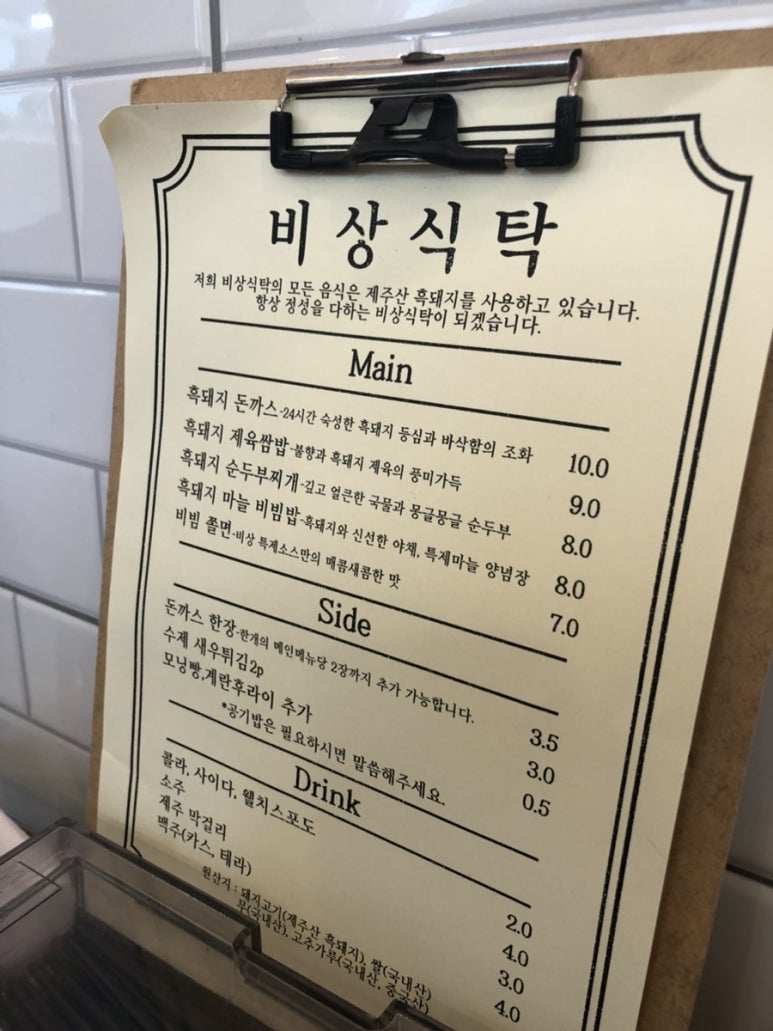 비상식탁
저희 비상식탁의 모든 음식은 제주산 흑돼지를 사용하고 있습니다.
항상 정성을 다하는 비상식탁이 되겠습니다.
Main
흑돼지 돈까스-24시간 숙성한 흑돼지 등심과 바삭함의 조화 10.0
흑돼지 제육쌈밥-불향과 흑돼지 제육의 풍미가득 9.0
흑돼지 순두부찌개-깊고 얼큰한 국물과 몽글몽글 순두부 8.0
흑돼지 마늘 비빔밥-흑돼지와 신선한 야채, 특제마늘 양념장 8.0
비빔 쫄면-비상 특제소스만의 매콤새콤한 맛 7.0
Side
돈까스 한장-한개의 메인메뉴당 2장까지 추가 가능합니다. 3.5
수제 새우튀김2p 3.0
모닝빵,계란후라이 추가 0.5
*공기밥은 필요하시면 말씀해주세요.
Drink
콜라, 사이다, 웰치스포도 2.0
소주 4.0
제주 막걸리 3.0
맥주(카스, 테라) 4.0
원산지 : 돼지고기(제주산 흑돼지), 쌀(국내산)
무(국내산), 고추가루(국내산, 중국산)